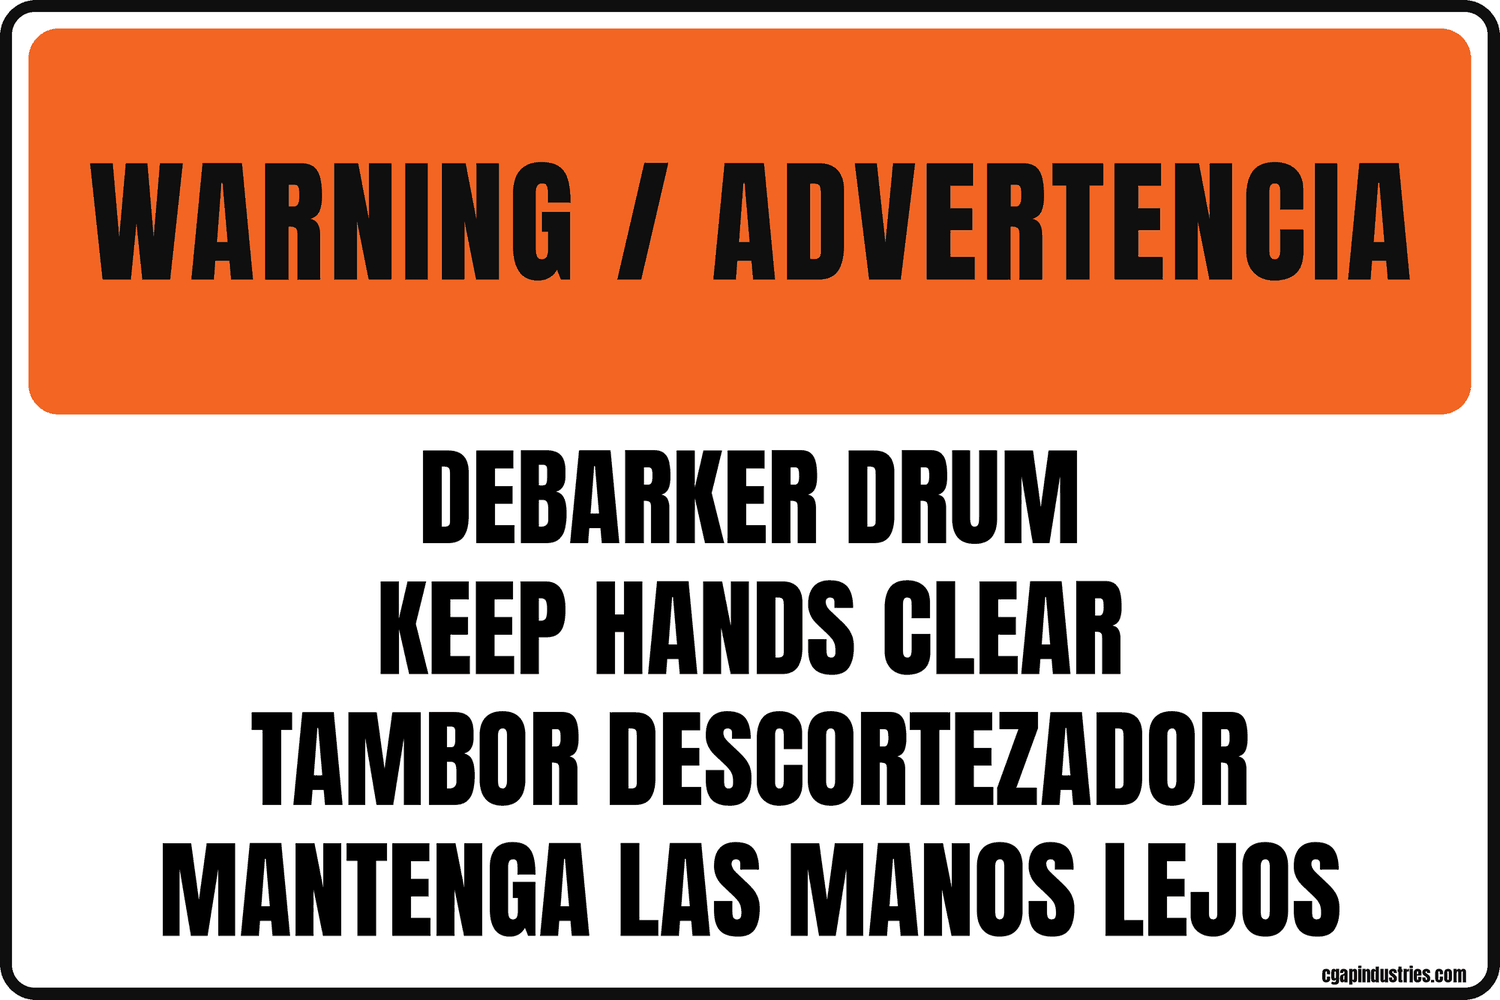 WARNING / ADVERTENCIA
DEBARKER DRUM
KEEP HANDS CLEAR
TAMBOR DESCORTEZADOR
MANTENGA LAS MANOS LEJOS
cgapindustries.com